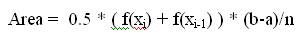 Area = 0.5 * ( f(xᵢ) + f(xᵢ₋₁) ) * (b-a)/n